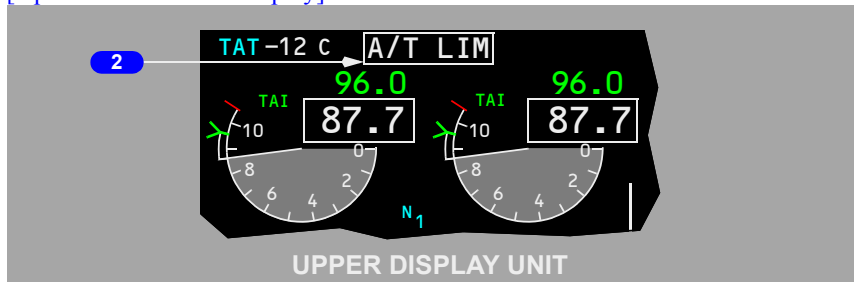 TAT -12 C A/T LIM
2
96.0 96.0
TAI TAI
87.7 87.7
10 10
0 0
8 8
2 2
6 6
4 4
N1
UPPER DISPLAY UNIT